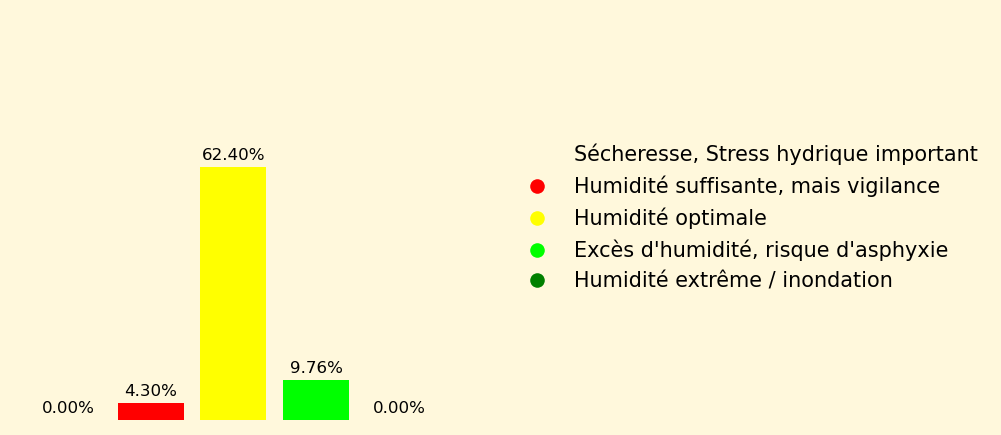 62.40%
9.76%
4.30%
0.00%
0.00%
Sécheresse, Stress hydrique important
Humidité suffisante, mais vigilance
Humidité optimale
Excès d'humidité, risque d'asphyxie
Humidité extrême / inondation